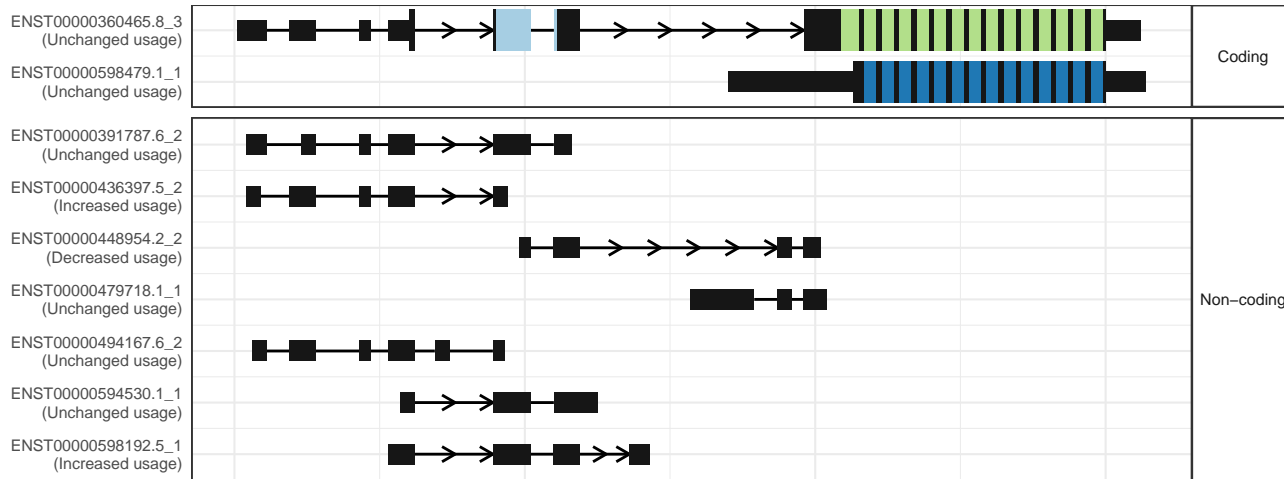 ENST00000360465.8_3
(Unchanged usage)
ENST00000598479.1_1
(Unchanged usage)
Coding
ENST00000391787.6_2
(Unchanged usage)
ENST00000436397.5_2
(Increased usage)
ENST00000448954.2_2
(Decreased usage)
ENST00000479718.1_1
(Unchanged usage)
ENST00000494167.6_2
(Unchanged usage)
ENST00000594530.1_1
(Unchanged usage)
ENST00000598192.5_1
(Increased usage)
Non−coding